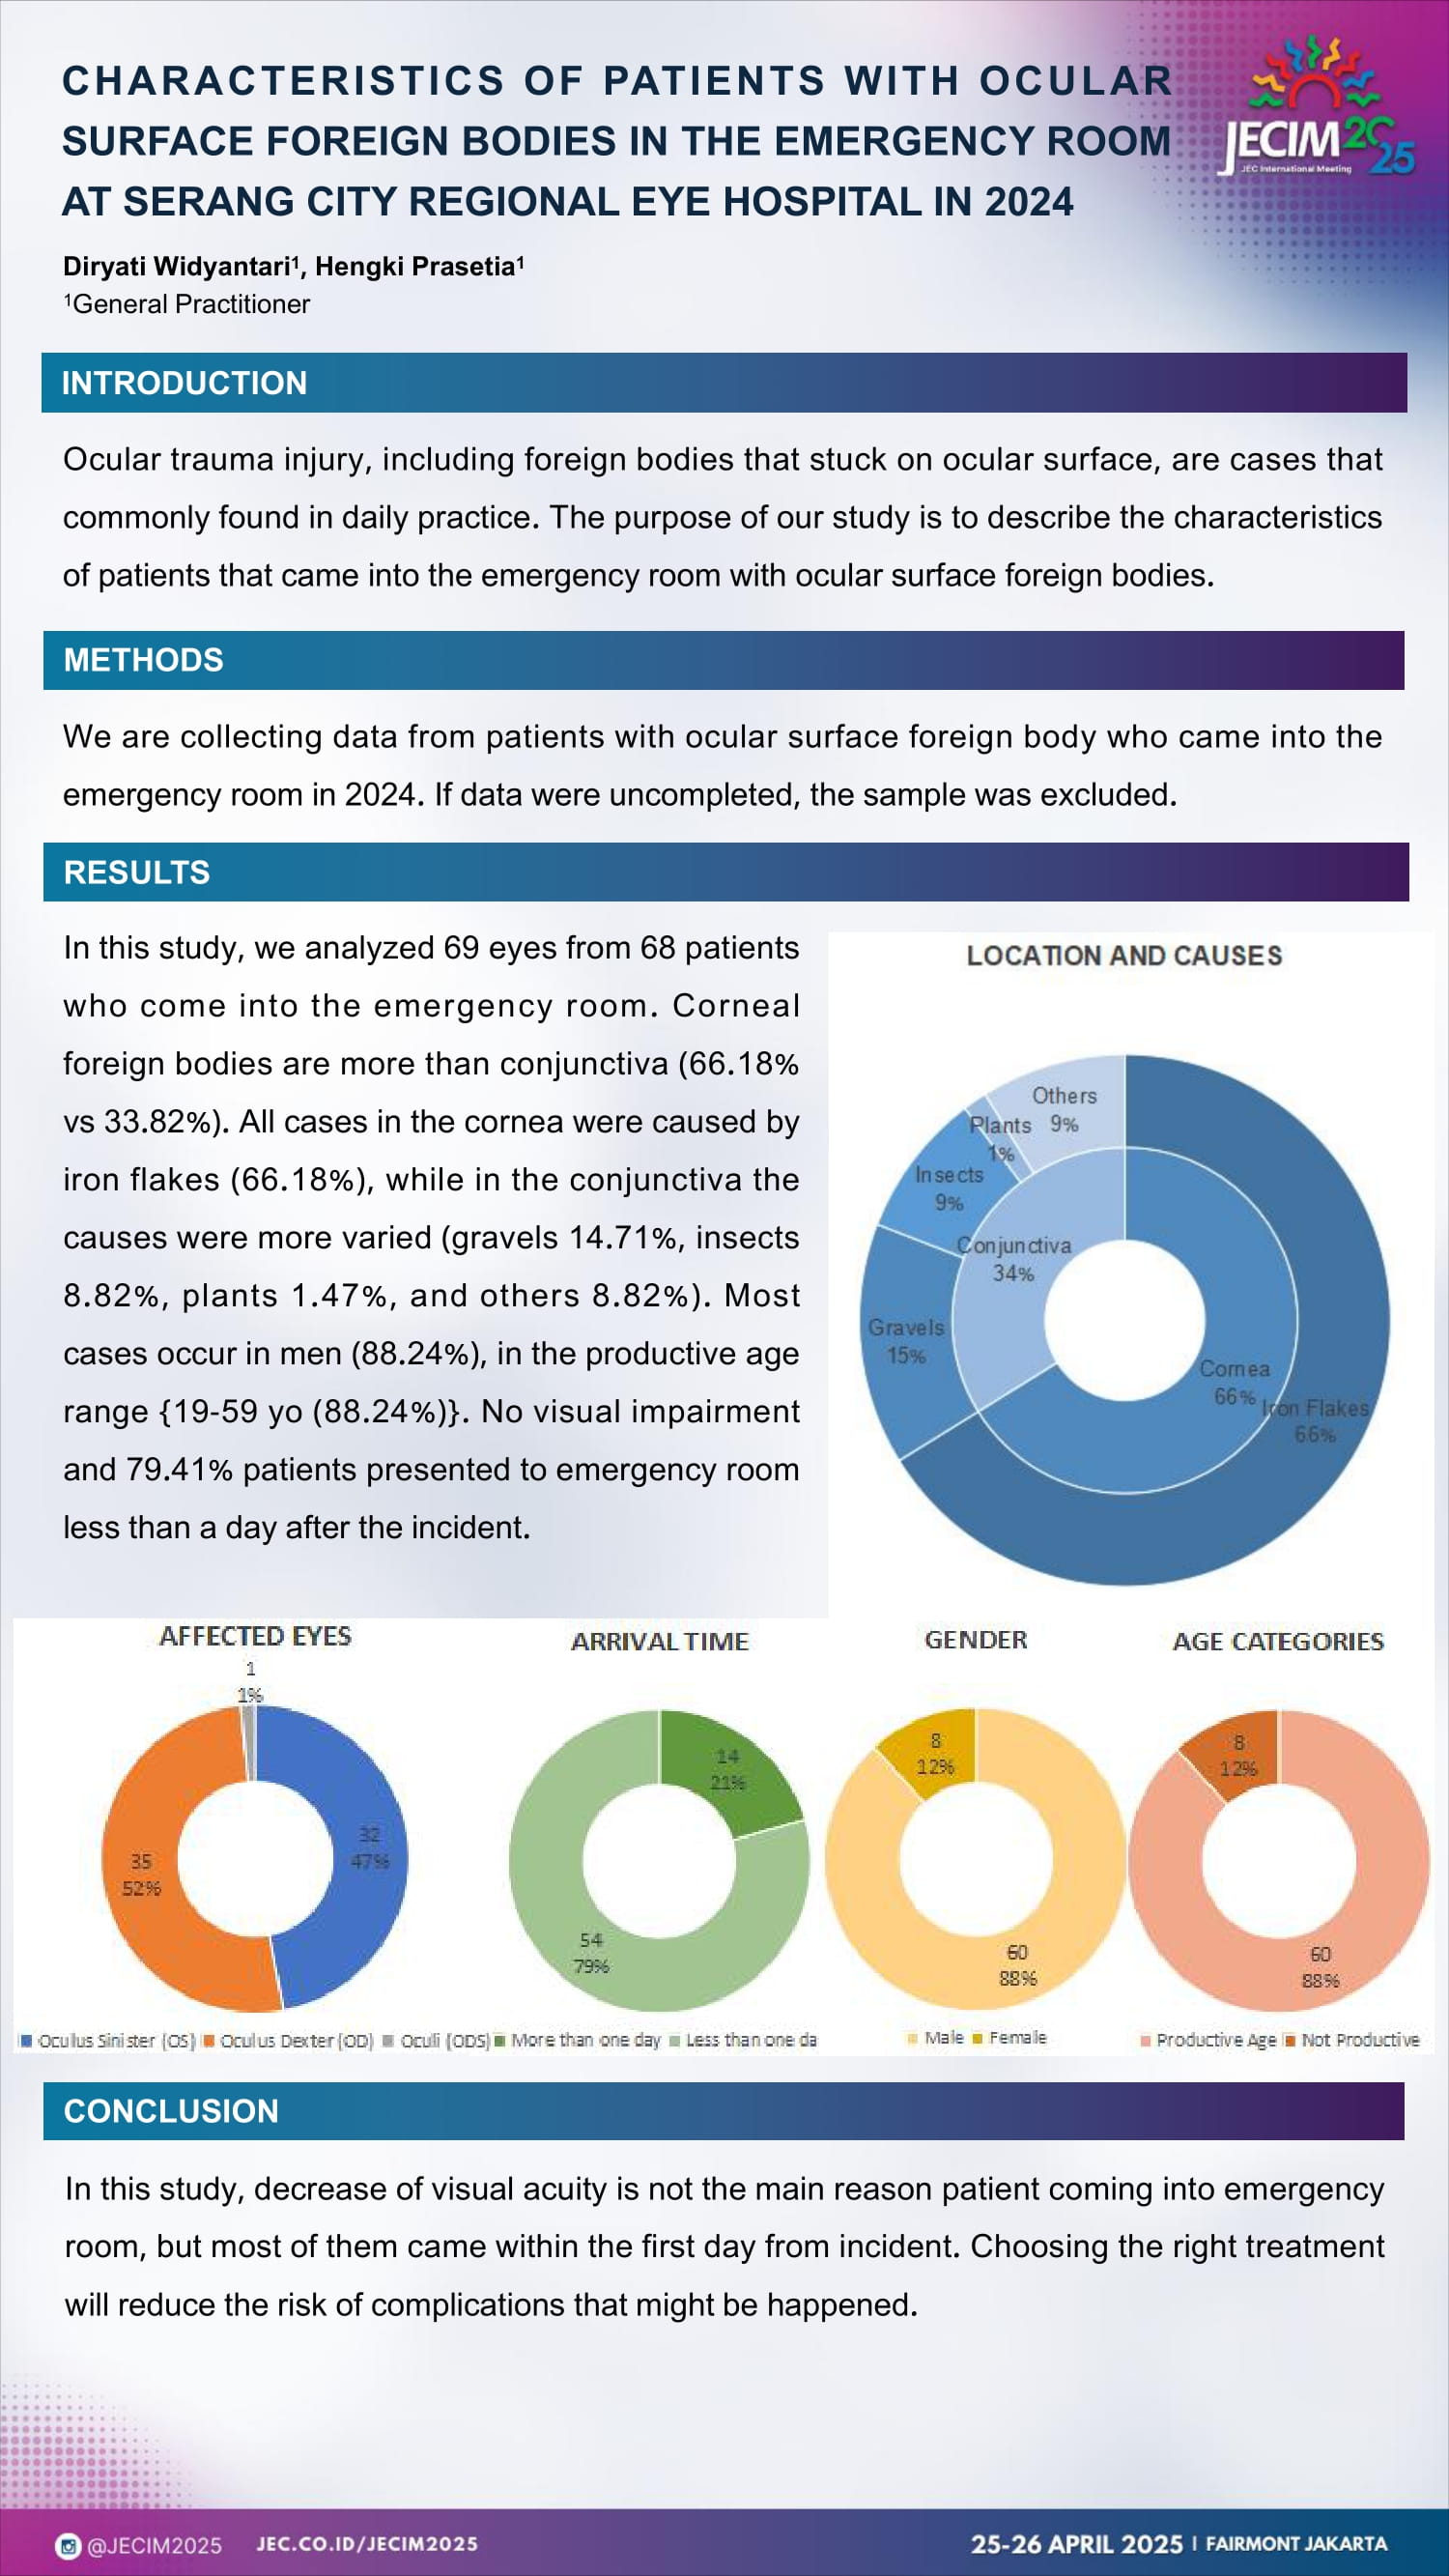 CHARACTERISTICS OF PATIENTS WITH OCULAR
SURFACE FOREIGN BODIES IN THE EMERGENCY ROOM
AT SERANG CITY REGIONAL EYE HOSPITAL IN 2024
JECIM 2025
JEC International Meeting
Diryati Widyantari¹, Hengki Prasetia¹
¹General Practitioner
INTRODUCTION
Ocular trauma injury, including foreign bodies that stuck on ocular surface, are cases that
commonly found in daily practice. The purpose of our study is to describe the characteristics
of patients that came into the emergency room with ocular surface foreign bodies.
METHODS
We are collecting data from patients with ocular surface foreign body who came into the
emergency room in 2024. If data were uncompleted, the sample was excluded.
RESULTS
In this study, we analyzed 69 eyes from 68 patients
who come into the emergency room. Corneal
foreign bodies are more than conjunctiva (66.18%
vs 33.82%). All cases in the cornea were caused by
iron flakes (66.18%), while in the conjunctiva the
causes were more varied (gravels 14.71%, insects
8.82%, plants 1.47%, and others 8.82%). Most
cases occur in men (88.24%), in the productive age
range {19-59 yo (88.24%)}. No visual impairment
and 79.41% patients presented to emergency room
less than a day after the incident.
LOCATION AND CAUSES
Others
9%
Plants
1%
Insects
9%
Conjunctiva
34%
Gravels
15%
Cornea
66%
Iron Flakes
66%
AFFECTED EYES
1
1%
32
47%
35
52%
Oculus Sinister (OS) Oculus Dexter (OD) Oculi (ODS)
ARRIVAL TIME
14
21%
54
79%
More than one day Less than one da
GENDER
8
12%
60
88%
Male Female
AGE CATEGORIES
8
12%
60
88%
Productive Age Not Productive
CONCLUSION
In this study, decrease of visual acuity is not the main reason patient coming into emergency
room, but most of them came within the first day from incident. Choosing the right treatment
will reduce the risk of complications that might be happened.
@JECIM2025 JEC.CO.ID/JECIM2025
25-26 APRIL 2025 | FAIRMONT JAKARTA